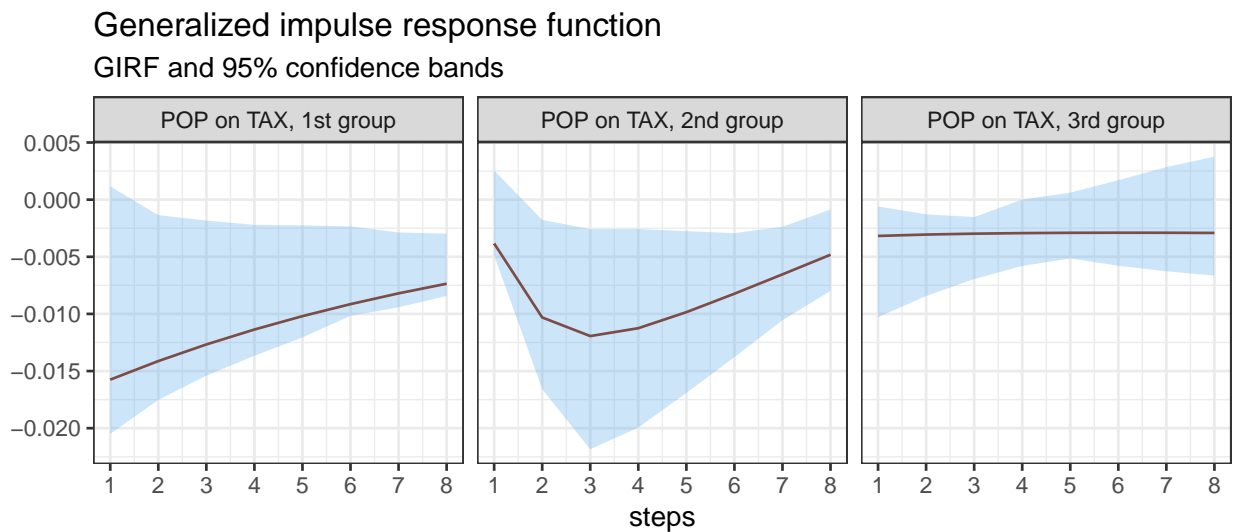 Generalized impulse response function
GIRF and 95% confidence bands
POP on TAX, 1st group
POP on TAX, 2nd group
POP on TAX, 3rd group
0.005
0.000
−0.005
−0.010
−0.015
−0.020
1 2 3 4 5 6 7 8
1 2 3 4 5 6 7 8
1 2 3 4 5 6 7 8
steps